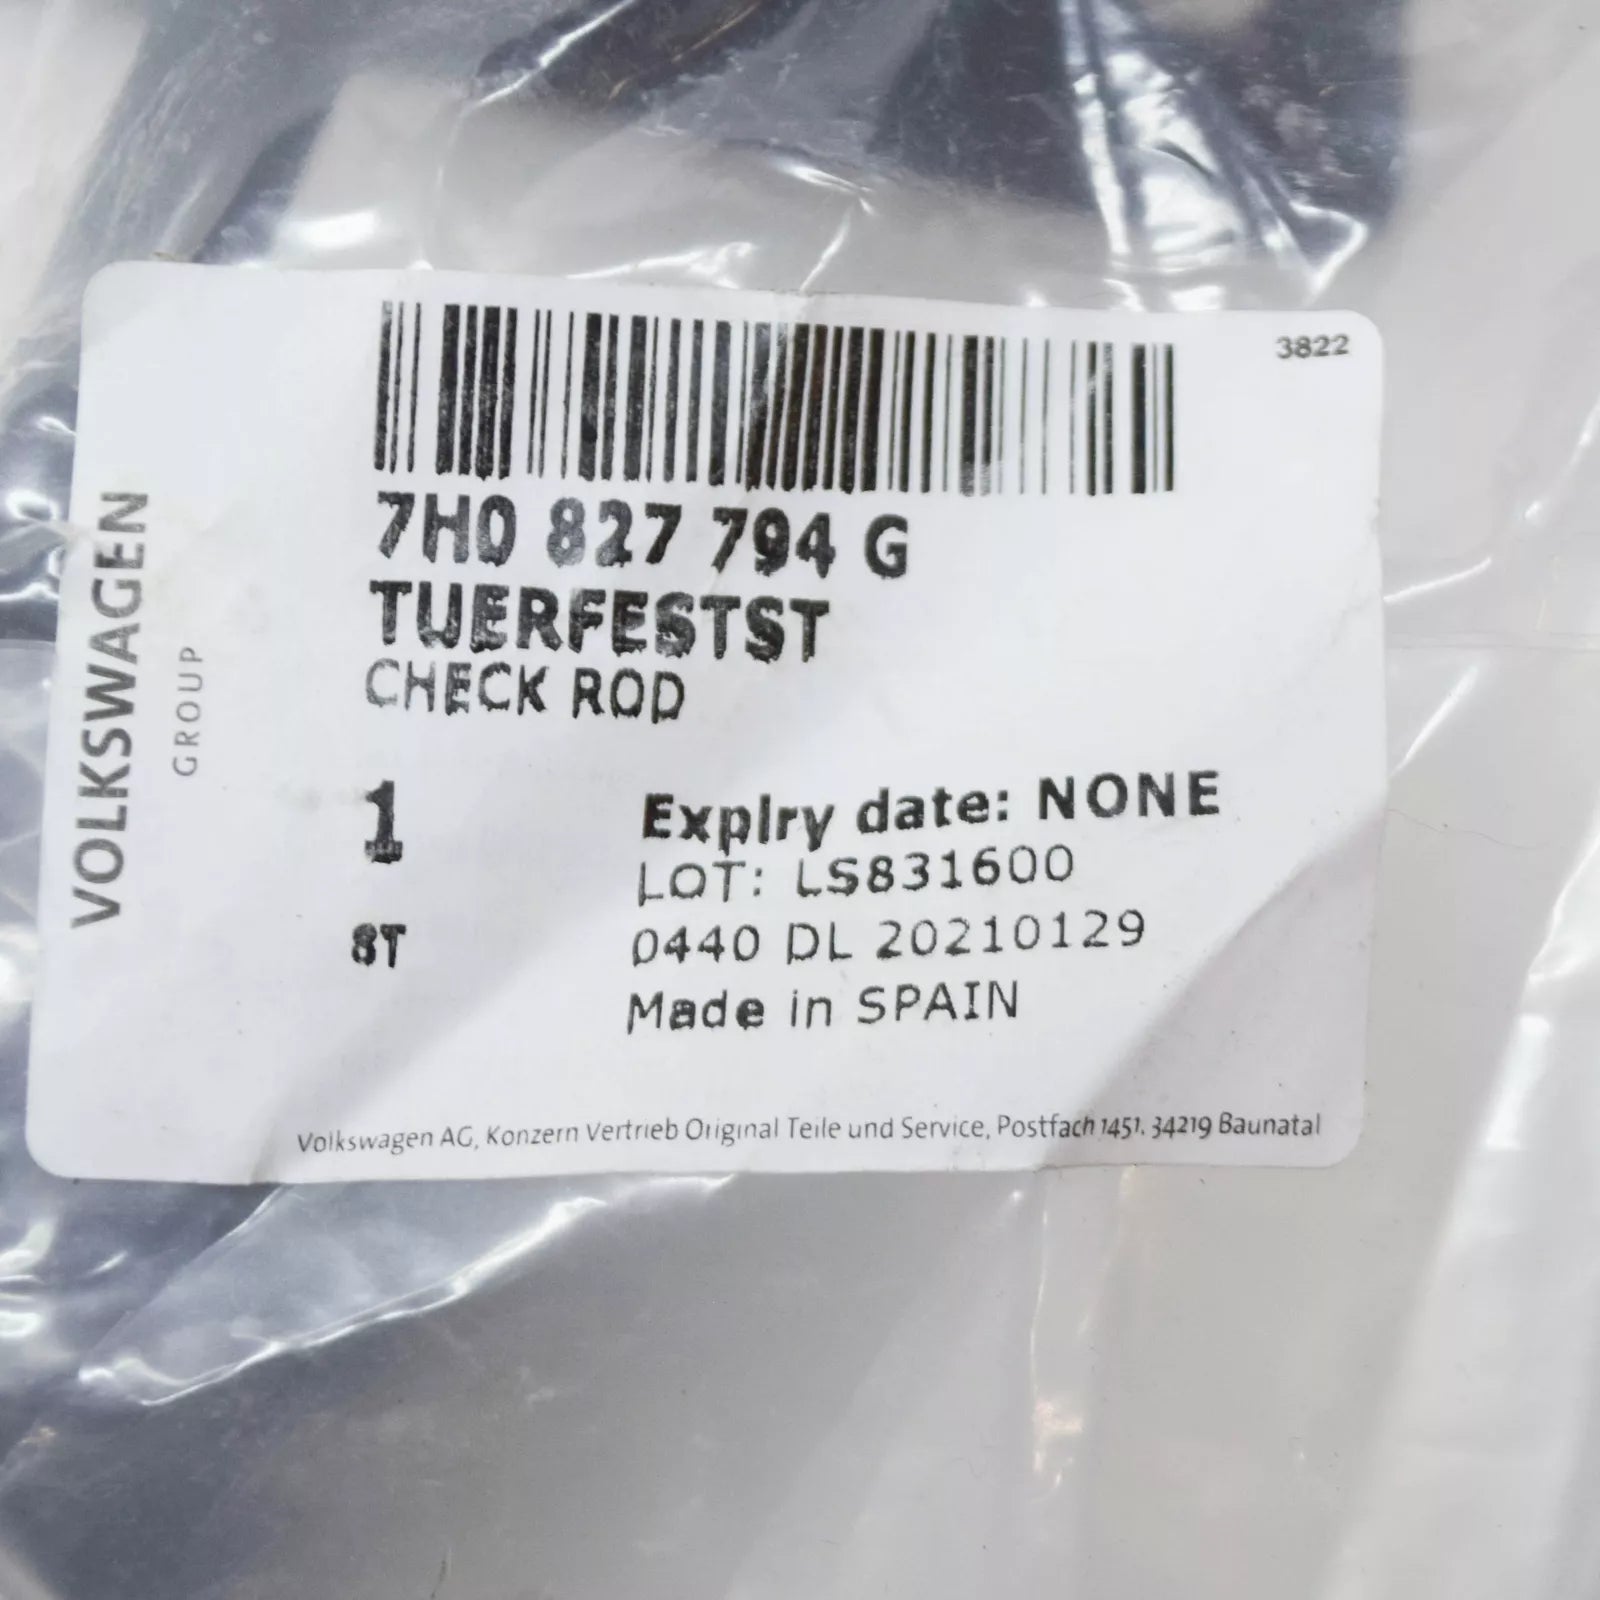 3822
7H0 827 794 G
TUERFESTST
CHECK ROD
1
Expiry date: NONE
LOT: LS831600
ST
0440 DL 20210129
Made in SPAIN
VOLKSWAGEN
GROUP
Volkswagen AG, Konzern Vertrieb Original Teile und Service, Postfach 1451. 34219 Baunatal